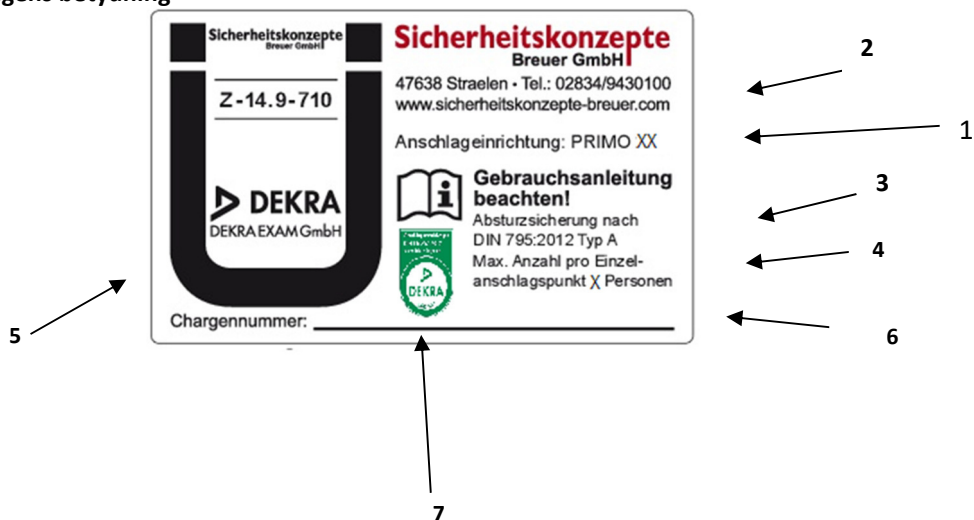 gens betydning
Sicherheitskonzepte
Breuer GmbH
Z-14.9-710
DEKRA
DEKRA EXAM GmbH
Sicherheitskonzepte
Breuer GmbH
47638 Straelen • Tel.: 02834/9430100
www.sicherheitskonzepte-breuer.com
Anschlageinrichtung: PRIMO XX
Gebrauchsanleitung
beachten!
Absturzsicherung nach
DIN 795:2012 Typ A
Max. Anzahl pro Einzel-
anschlagspunkt X Personen
DEKRA
Chargennummer:
2
1
3
4
5
6
7